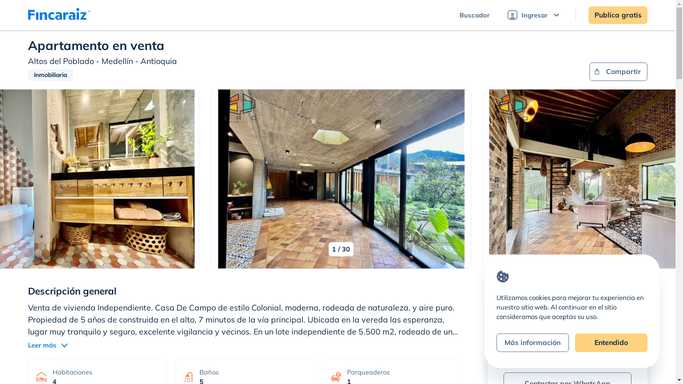 Fincaraiz
Buscador
Ingresar
Publica gratis
Apartamento en venta
Altos del Poblado - Medellín - Antioquia
Inmobiliaria
Compartir
1 / 30
Descripción general
Venta de vivienda Independiente. Casa De Campo de estilo Colonial, moderna, rodeada de naturaleza, y aire puro.
Propiedad de 5 años de construida en el alto, 7 minutos de la vía principal. Ubicada en la vereda las esperanza,
lugar muy tranquilo y seguro, excelente vigilancia y vecinos. En un lote independiente de 5.500 m2, rodeado de un...
Leer más
Habitaciones
4
Baños
5
Parqueaderos
1
Utilizamos cookies para mejorar tu experiencia en
nuestro sitio web. Al continuar en el sitio
consideramos que aceptas su uso.
Más información
Entendido
Contactar por WhatsApp